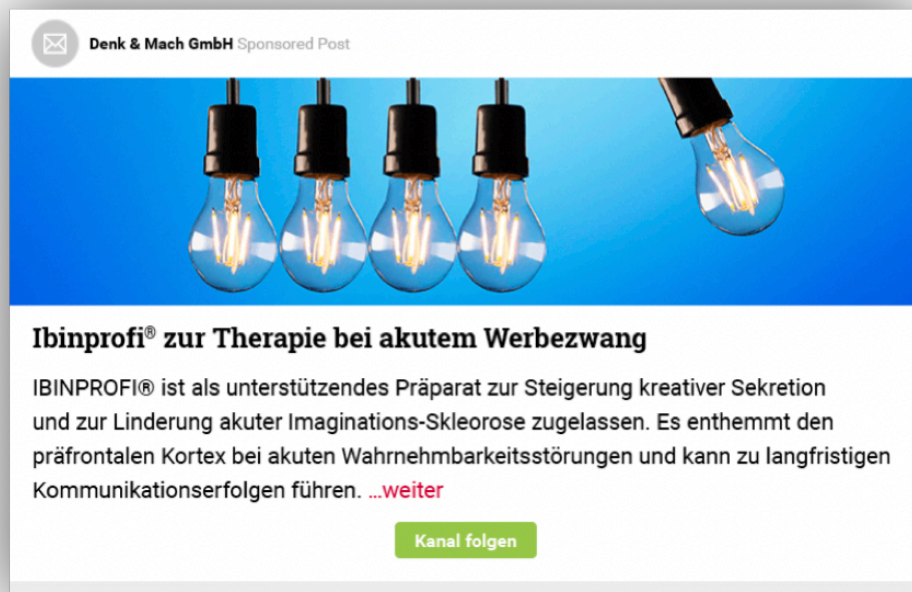 Denk & Mach GmbH Sponsored Post
Ibinprofi® zur Therapie bei akutem Werbezwang
IBINPROFI® ist als unterstützendes Präparat zur Steigerung kreativer Sekretion
und zur Linderung akuter Imaginations-Skleorose zugelassen. Es enthemmt den
präfrontalen Kortex bei akuten Wahrnehmbarkeitsstörungen und kann zu langfristigen
Kommunikationserfolgen führen. ...weiter
Kanal folgen